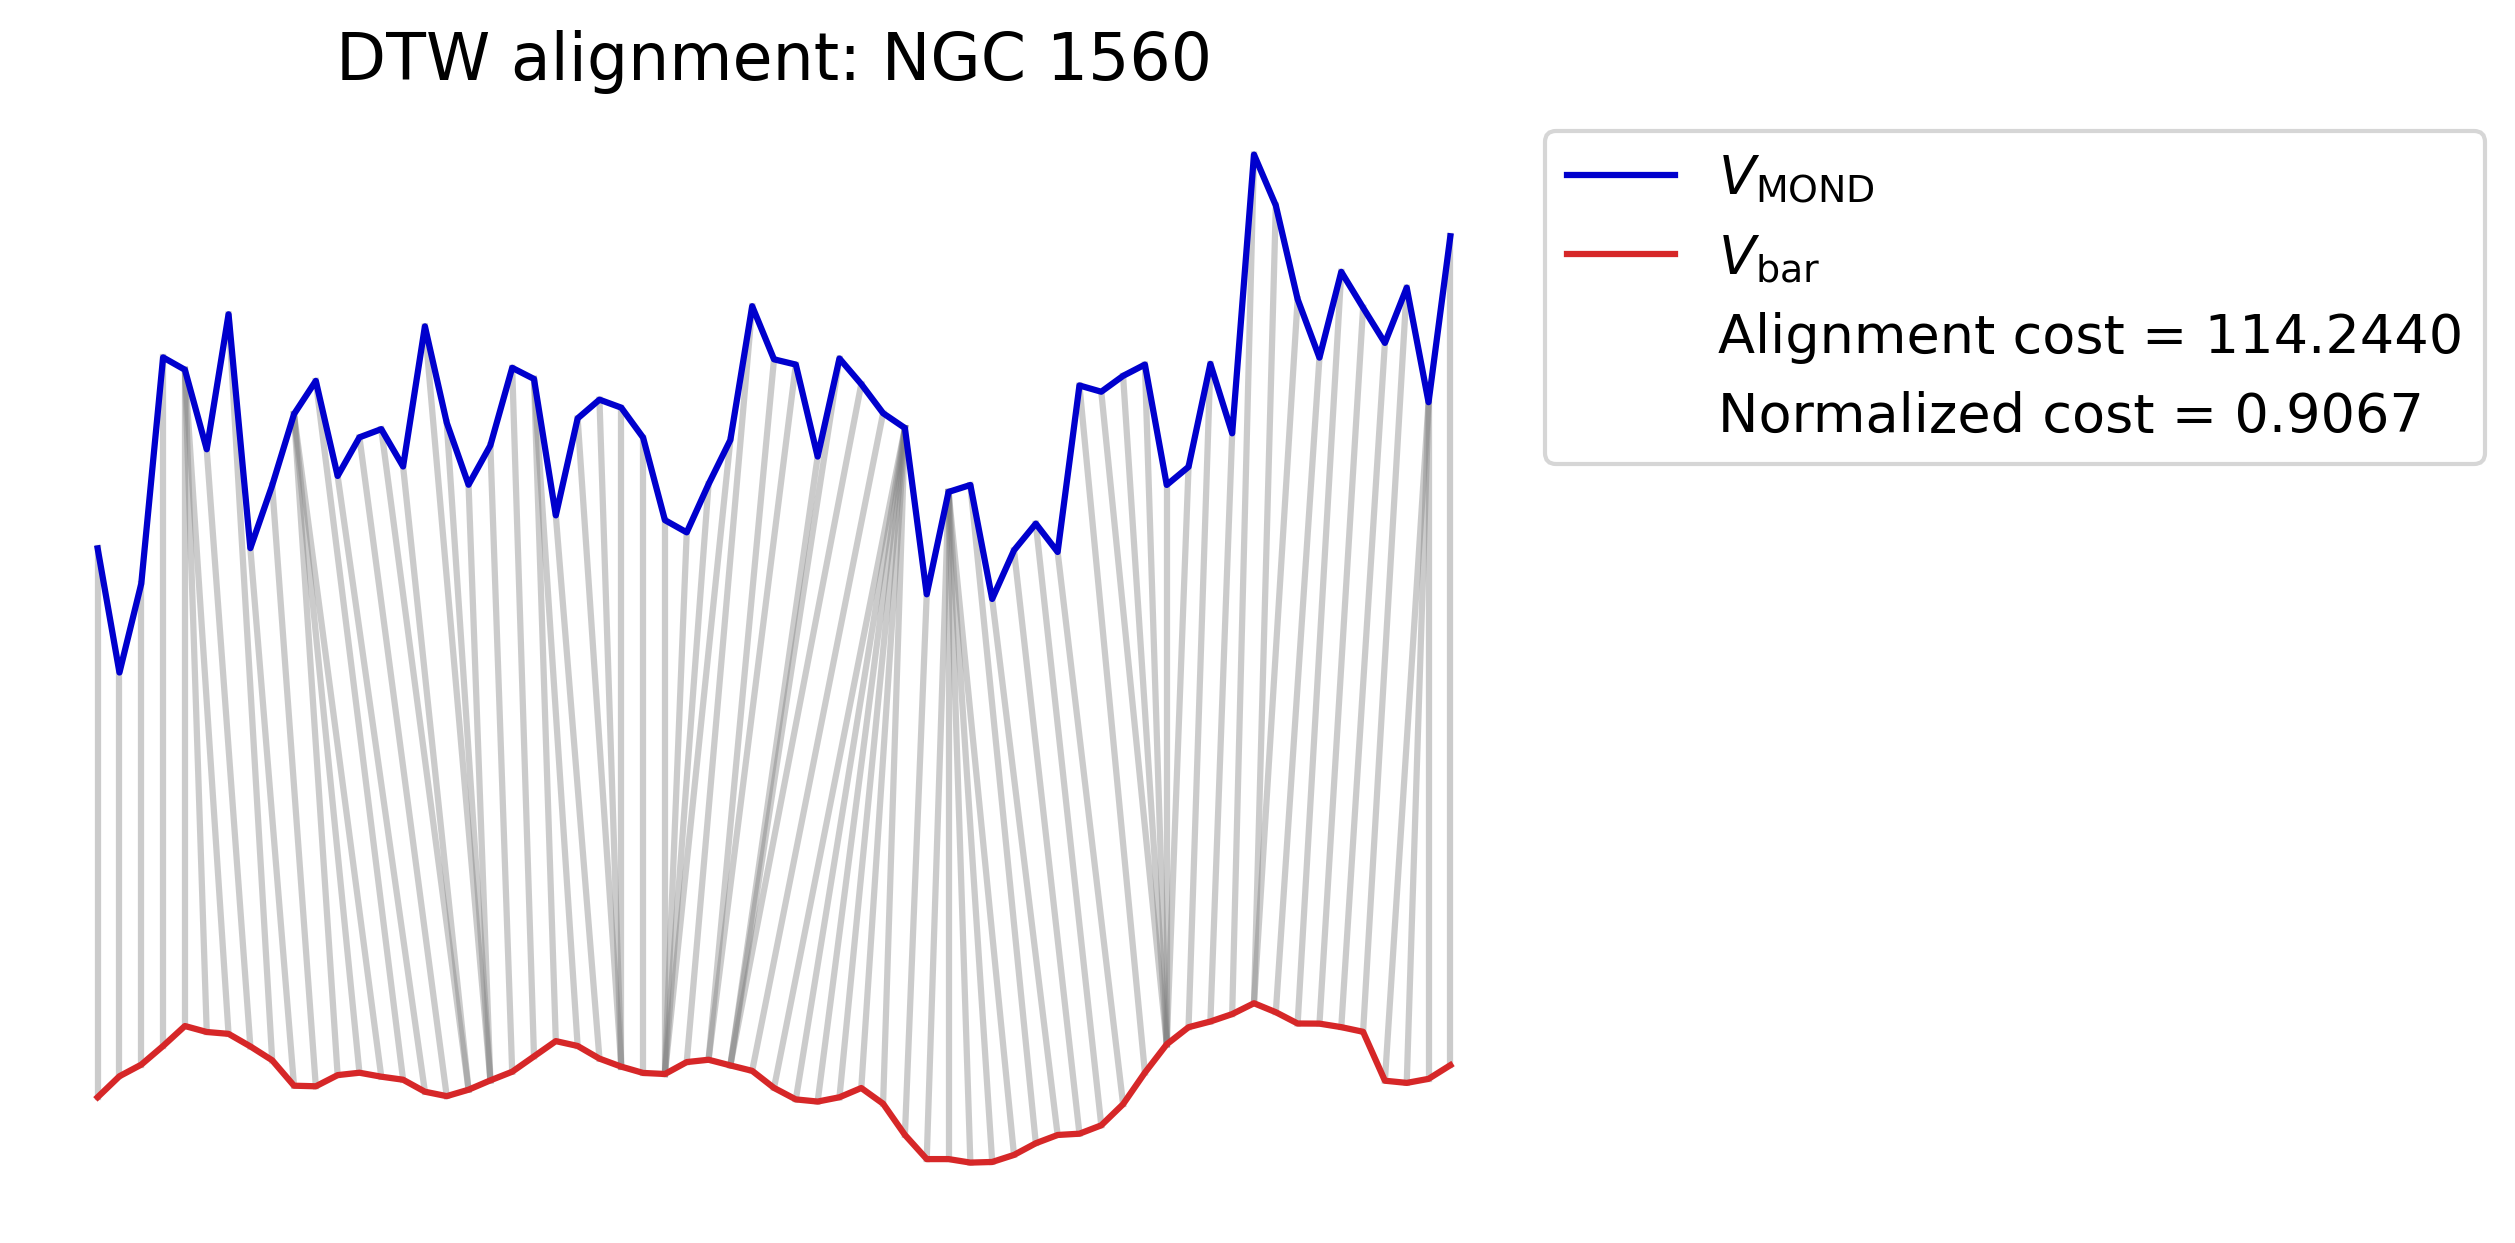 DTW alignment: NGC 1560
V_MOND
V_bar
Alignment cost = 114.2440
Normalized cost = 0.9067